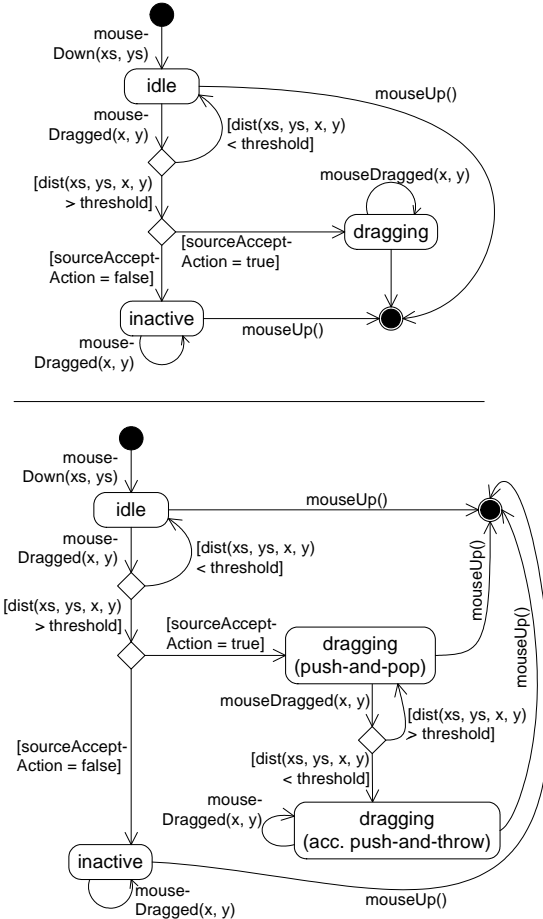 mouse-
Down(xs, ys)
idle
mouseUp()
mouse-
Dragged(x, y)
[dist(xs, ys, x, y)
< threshold]
[dist(xs, ys, x, y)
> threshold]
mouseDragged(x, y)
dragging
[sourceAccept-
Action = true]
[sourceAccept-
Action = false]
inactive
mouseUp()
mouse-
Dragged(x, y)
mouse-
Down(xs, ys)
idle
mouseUp()
mouse-
Dragged(x, y)
[dist(xs, ys, x, y)
< threshold]
[dist(xs, ys, x, y)
> threshold]
[sourceAccept-
Action = true]
dragging
(push-and-pop)
mouseUp()
mouseUp()
mouseDragged(x, y)
[dist(xs, ys, x, y)
> threshold]
[dist(xs, ys, x, y)
< threshold]
[sourceAccept-
Action = false]
mouse-
Dragged(x, y)
dragging
(acc. push-and-throw)
inactive
mouse-
Dragged(x, y)
mouseUp()